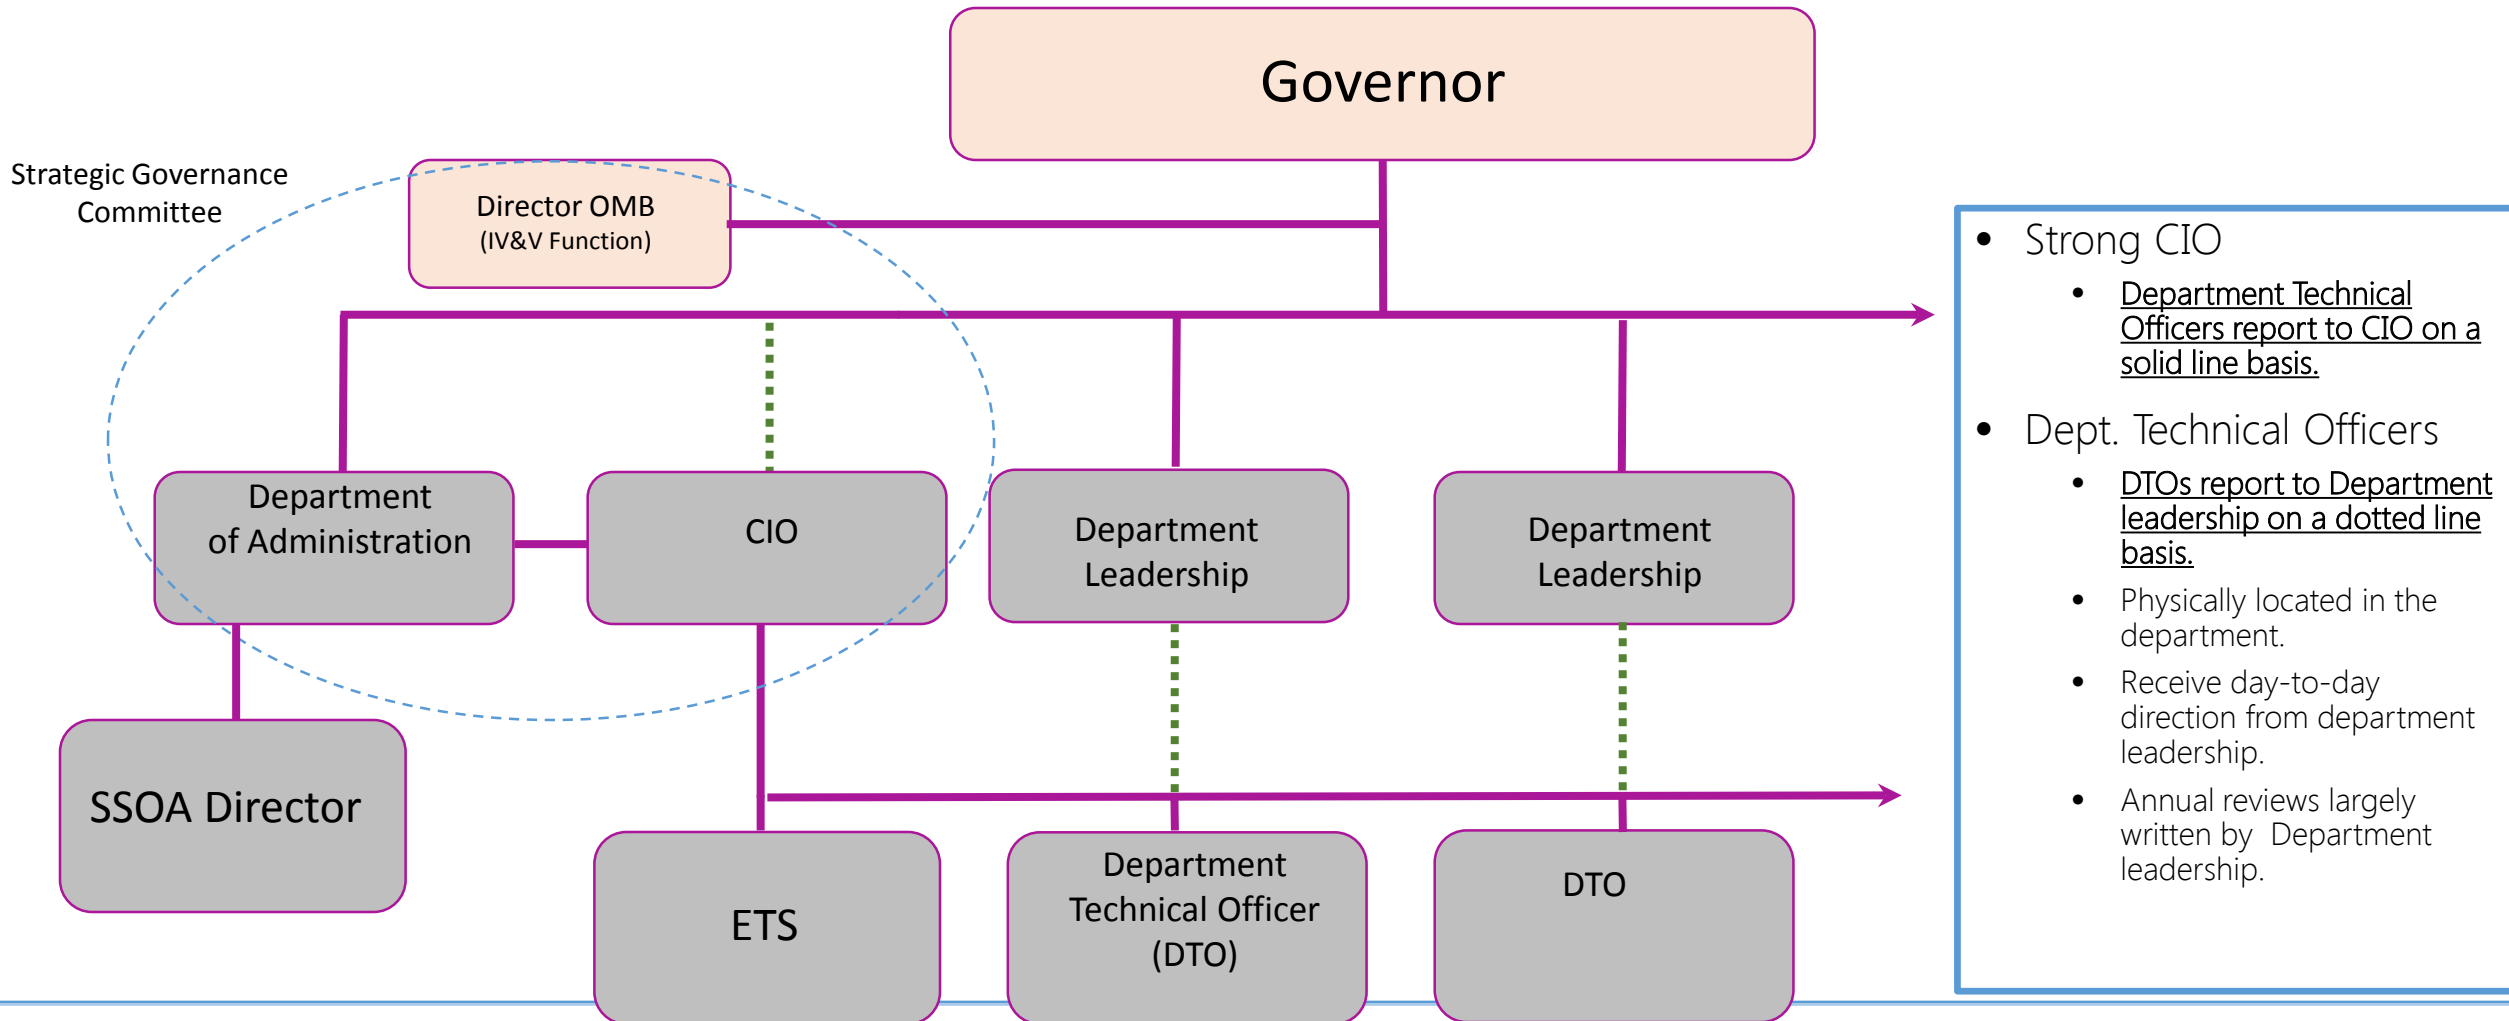 Governor
Strategic Governance
Committee
Director OMB
(IV&V Function)
Department
of Administration
CIO
Department
Leadership
Department
Leadership
SSOA Director
ETS
Department
Technical Officer
(DTO)
DTO
• Strong CIO
• Department Technical
Officers report to CIO on a
solid line basis.
• Dept. Technical Officers
• DTOs report to Department
leadership on a dotted line
basis.
• Physically located in the
department.
• Receive day-to-day
direction from department
leadership.
• Annual reviews largely
written by  Department
leadership.